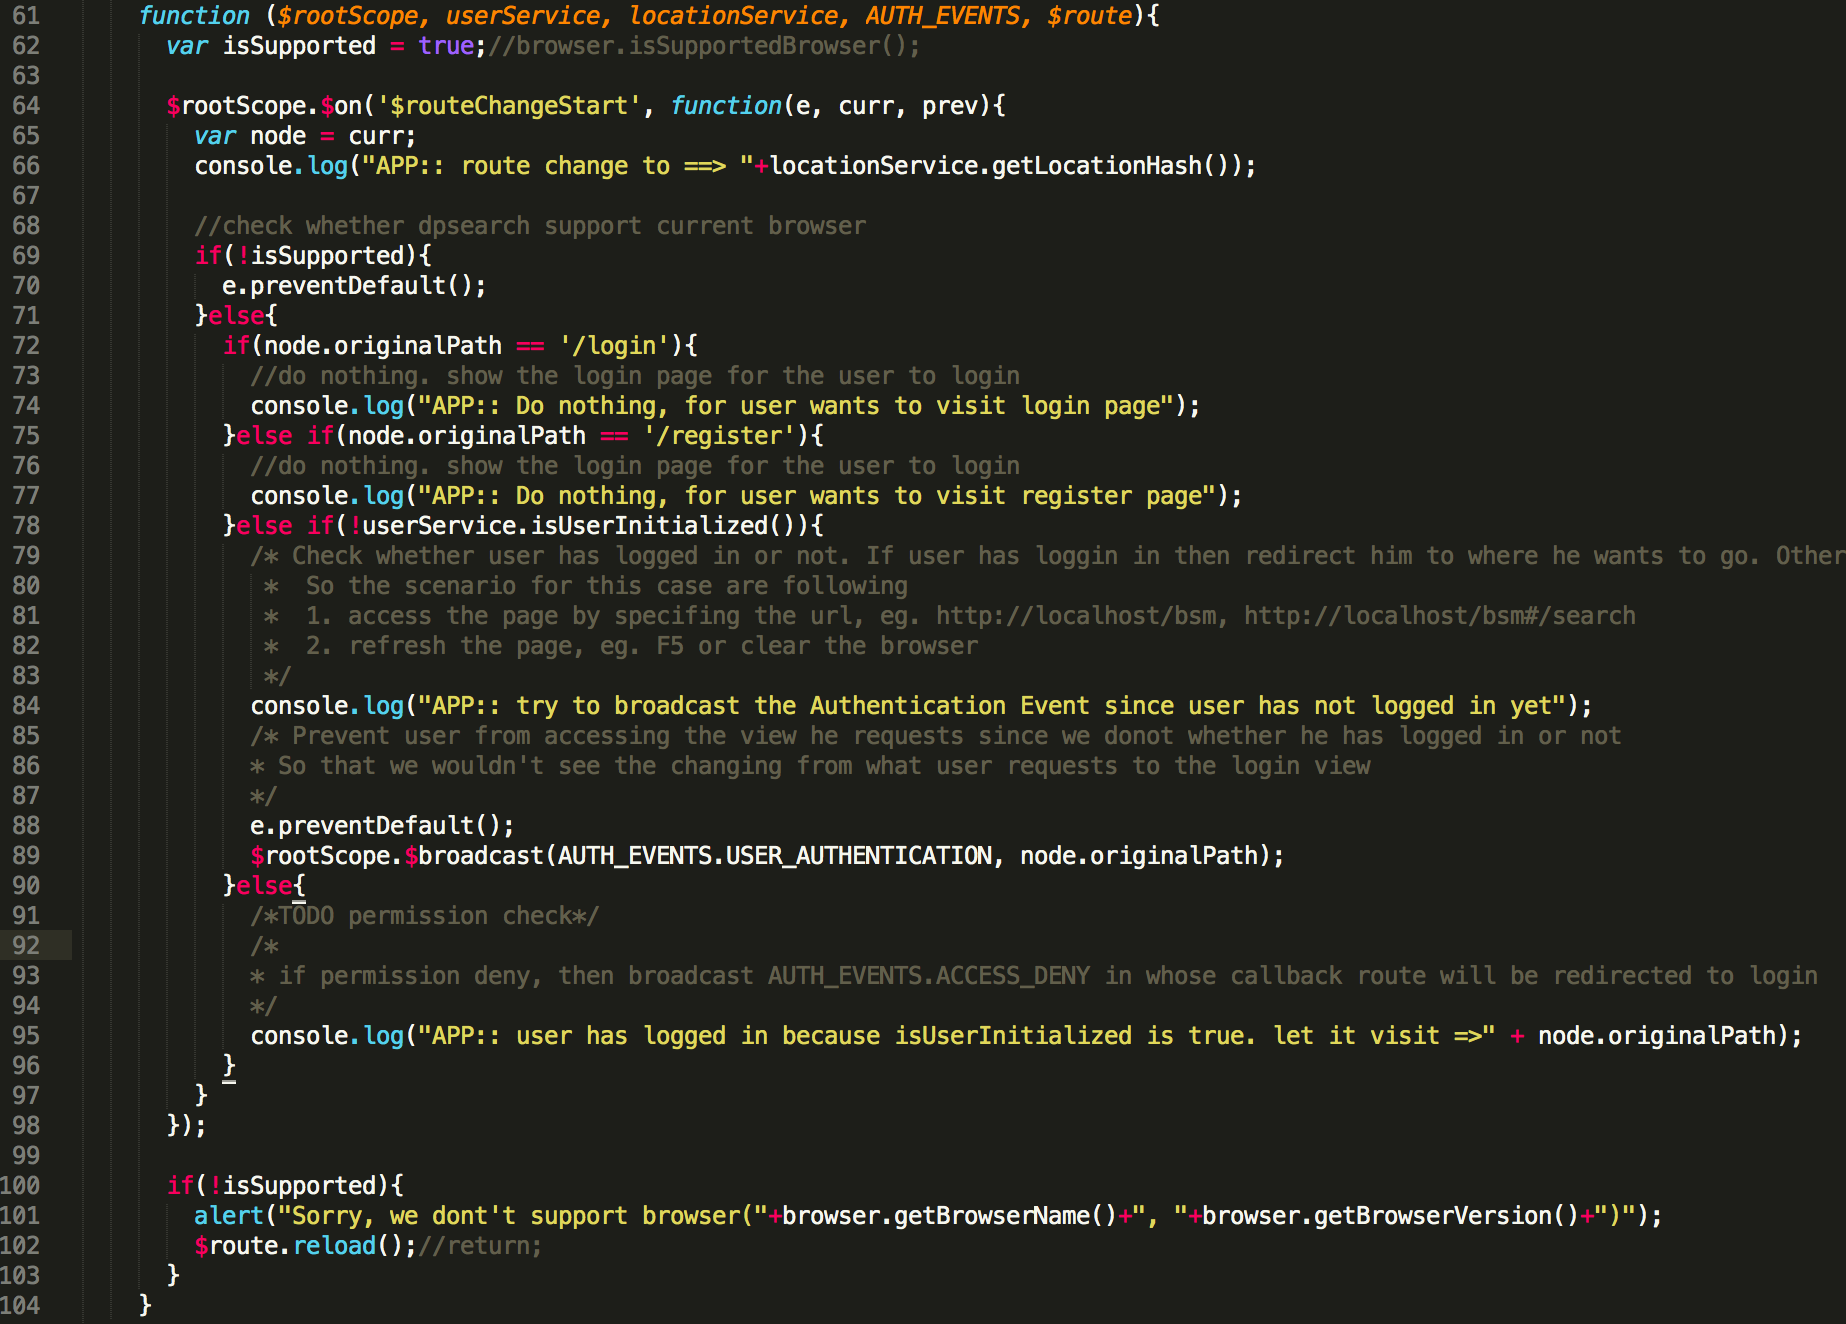 61 function ($rootScope, userService, locationService, AUTH_EVENTS, $route){
62 var isSupported = true;//browser.isSupportedBrowser();
63
64 $rootScope.$on('$routeChangeStart', function(e, curr, prev){
65 var node = curr;
66 console.log("APP:: route change to ==> "+locationService.getLocationHash());
67
68 //check whether dpsearch support current browser
69 if(!isSupported){
70 e.preventDefault();
71 }else{
72 if(node.originalPath == '/login'){
73 //do nothing. show the login page for the user to login
74 console.log("APP:: Do nothing, for user wants to visit login page");
75 }else if(node.originalPath == '/register'){
76 //do nothing. show the login page for the user to login
77 console.log("APP:: Do nothing, for user wants to visit register page");
78 }else if(!userService.isUserInitialized()){
79 /* Check whether user has logged in or not. If user has loggin in then redirect him to where he wants to go. Other
80 * So the scenario for this case are following
81 * 1. access the page by specifing the url, eg. http://localhost/bsm, http://localhost/bsm#/search
82 * 2. refresh the page, eg. F5 or clear the browser
83 */
84 console.log("APP:: try to broadcast the Authentication Event since user has not logged in yet");
85 /* Prevent user from accessing the view he requests since we donot whether he has logged in or not
86 * So that we wouldn't see the changing from what user requests to the login view
87 */
88 e.preventDefault();
89 $rootScope.$broadcast(AUTH_EVENTS.USER_AUTHENTICATION, node.originalPath);
90 }else{
91 /*TODO permission check*/
92 /*
93 * if permission deny, then broadcast AUTH_EVENTS.ACCESS_DENY in whose callback route will be redirected to login
94 */
95 console.log("APP:: user has logged in because isUserInitialized is true. let it visit =>" + node.originalPath);
96 }
97 }
98 });
99
100 if(!isSupported){
101 alert("Sorry, we dont't support browser("+browser.getBrowserName()+", "+browser.getBrowserVersion()+")");
102 $route.reload();//return;
103 }
104 }